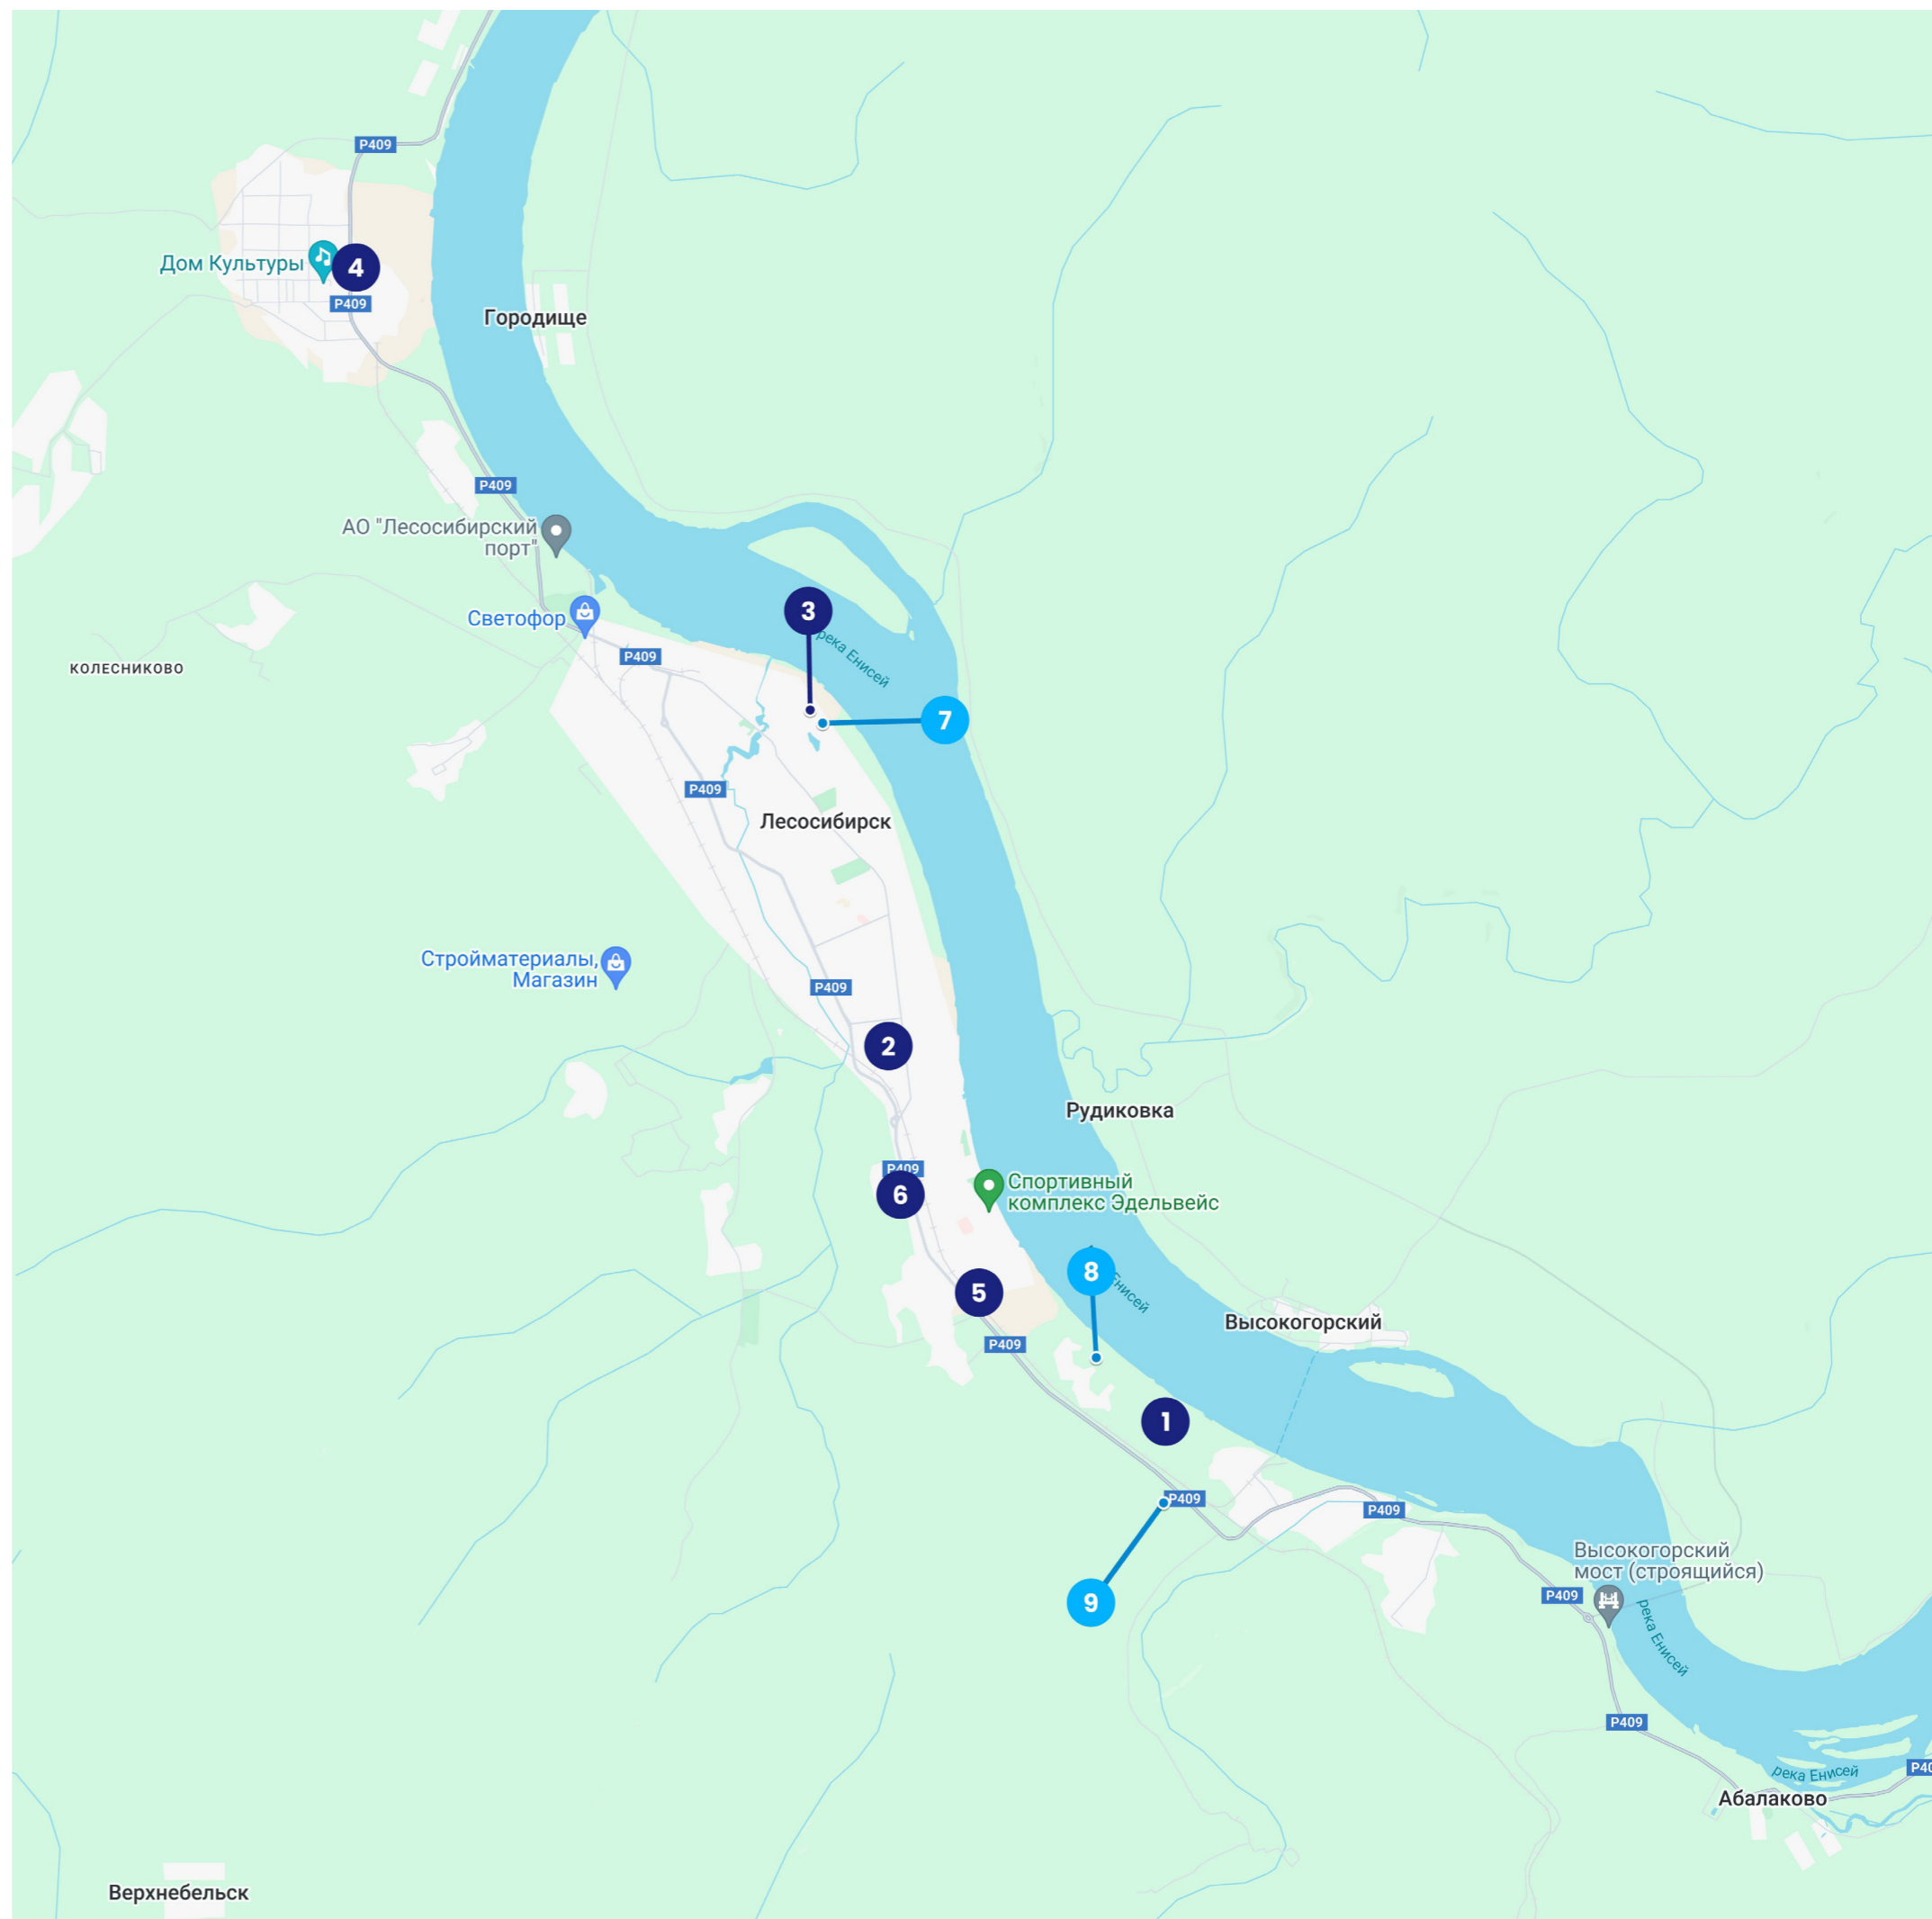 Р409
Дом Культуры
4
Р409
Городище
Р409
АО "Лесосибирский
порт"
Светофор
3
река Енисей
Р409
КОЛЕСНИКОВО
7
Р409
Лесосибирск
Стройматериалы,
Магазин
Р409
2
Рудиковка
Р409
6
Спортивный
комплекс Эдельвейс
8
Енисей
5
Высокогорский
Р409
1
Р409
Р409
9
Высокогорский
мост (строящийся)
Р409
река Енисей
Р409
река Енисей
Р40
Абалаково
Верхнебельск